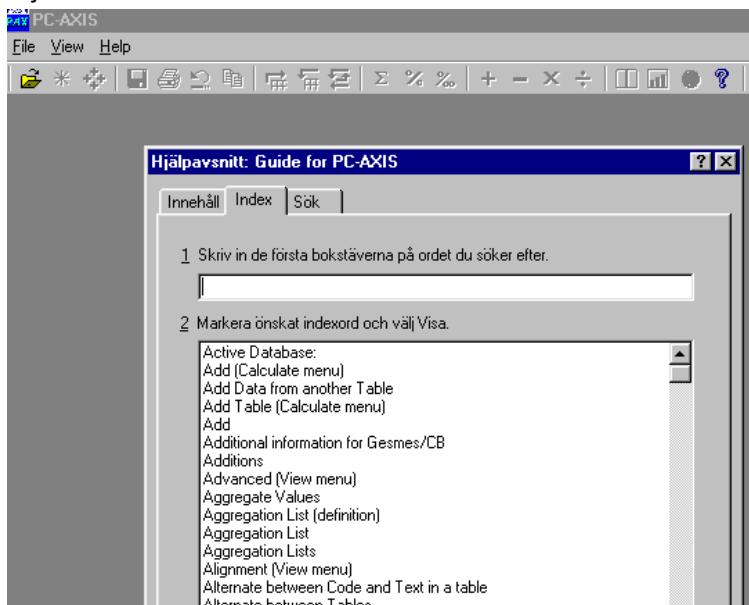 PC-AXIS
File View Help
Σ % ‰ + − × ÷ ?
Hjälpavsnitt: Guide for PC-AXIS
Innehåll Index Sök
1 Skriv in de första bokstäverna på ordet du söker efter.
2 Markera önskat indexord och välj Visa.
Active Database:
Add (Calculate menu)
Add Data from another Table
Add Table (Calculate menu)
Add
Additional information for Gesmes/CB
Additions
Advanced (View menu)
Aggregate Values
Aggregation List (definition)
Aggregation List
Aggregation Lists
Alignment (View menu)
Alternate between Code and Text in a table
Alternate between Tables